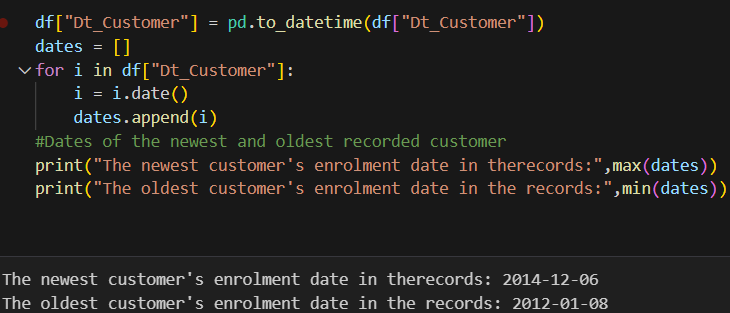 df["Dt_Customer"] = pd.to_datetime(df["Dt_Customer"])
dates = []
for i in df["Dt_Customer"]:
    i = i.date()
    dates.append(i)
#Dates of the newest and oldest recorded customer
print("The newest customer's enrolment date in therecords:",max(dates))
print("The oldest customer's enrolment date in the records:",min(dates))
The newest customer's enrolment date in therecords: 2014-12-06
The oldest customer's enrolment date in the records: 2012-01-08